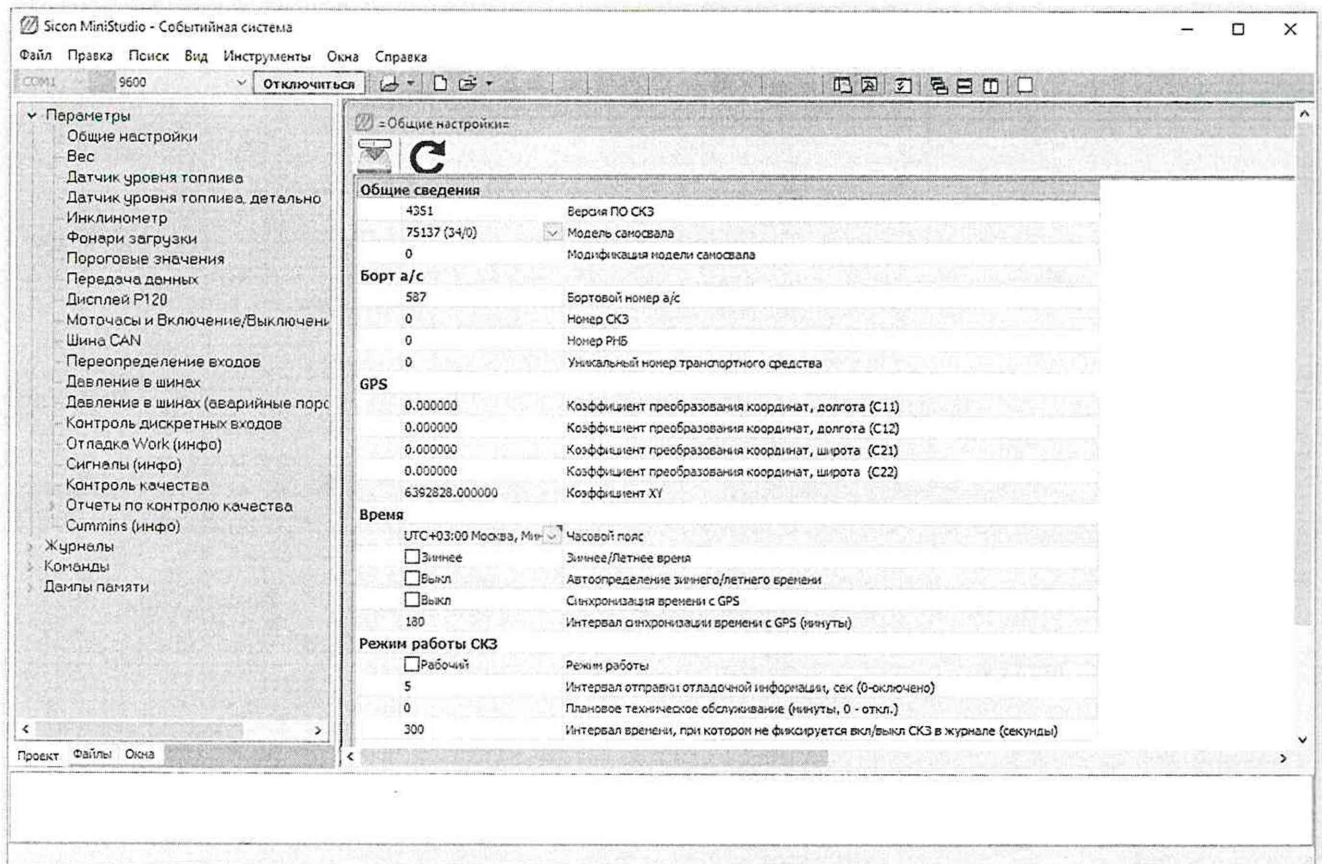 Sicon MiniStudio - Событийная система
Файл Правка Поиск Вид Инструменты Окна Справка
COM1 9600 Отключиться
Параметры
Общие настройки
Вес
Датчик уровня топлива
Датчик уровня топлива, детально
Инклинометр
Фонари загрузки
Пороговые значения
Передача данных
Дисплей P120
Моточасы и Включение/Выключени
Шина CAN
Переопределение входов
Давление в шинах
Давление в шинах (аварийные поро
Контроль дискретных входов
Отладка Work (инфо)
Сигналы (инфо)
Контроль качества
Отчеты по контролю качества
Cummins (инфо)
Журналы
Команды
Дампы памяти
Проект Файлы Окна
=Общие настройки=
Общие сведения
4351 Версия ПО СКЗ
75137 (34/0) Модель самосвала
0 Модификация модели самосвала
Борт а/с
587 Бортовой номер а/с
0 Номер СКЗ
0 Номер РНБ
0 Уникальный номер транспортного средства
GPS
0.000000 Коэффициент преобразования координат, долгота (C11)
0.000000 Коэффициент преобразования координат, долгота (C12)
0.000000 Коэффициент преобразования координат, широта (C21)
0.000000 Коэффициент преобразования координат, широта (C22)
6392828.000000 Коэффициент XY
Время
UTC+03:00 Москва, Мин Часовой пояс
Зимнее Зимнее/Летнее время
Выкл Автоопределение зимнего/летнего времени
Выкл Синхронизация времени с GPS
180 Интервал синхронизации времени с GPS (минуты)
Режим работы СКЗ
Рабочий Режим работы
5 Интервал отправки отладочной информации, сек (0-оключено)
0 Плановое техническое обслуживание (минуты, 0 - откл.)
300 Интервал времени, при котором не фиксируется вкл/выкл СКЗ в журнале (секунды)